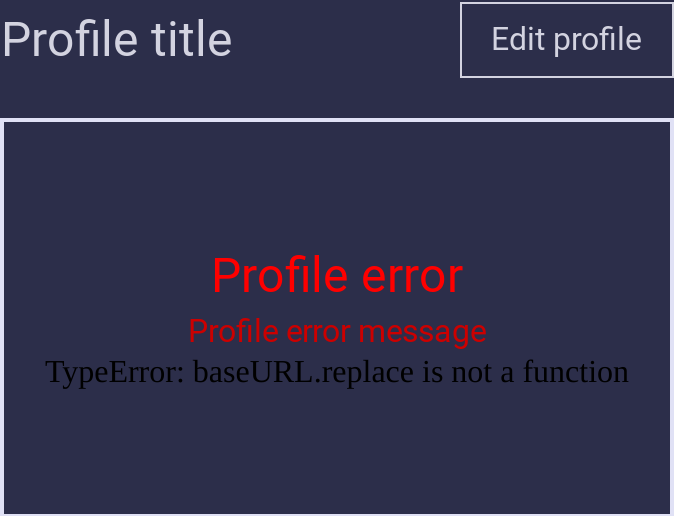 Profile title
Edit profile
Profile error
Profile error message
TypeError: baseURL.replace is not a function